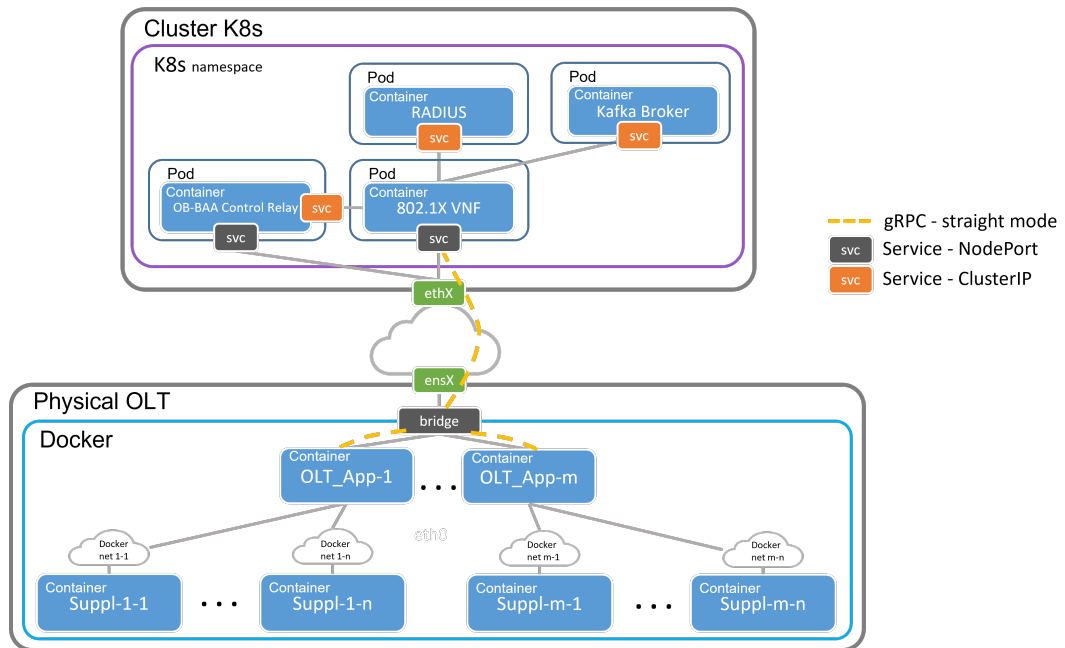 Cluster K8s
K8s namespace
Pod
Container
RADIUS
svc
Pod
Container
Kafka Broker
svc
Pod
Container
OB-BAA Control Relay
svc
svc
Pod
Container
802.1X VNF
svc
gRPC - straight mode
svc Service - NodePort
svc Service - ClusterIP
ethX
ensX
Physical OLT
bridge
Docker
Container
OLT_App-1
...
Container
OLT_App-m
eth0
Docker
net 1-1
Docker
net 1-n
Docker
net m-1
Docker
net m-n
Container
Suppl-1-1
...
Container
Suppl-1-n
Container
Suppl-m-1
...
Container
Suppl-m-n